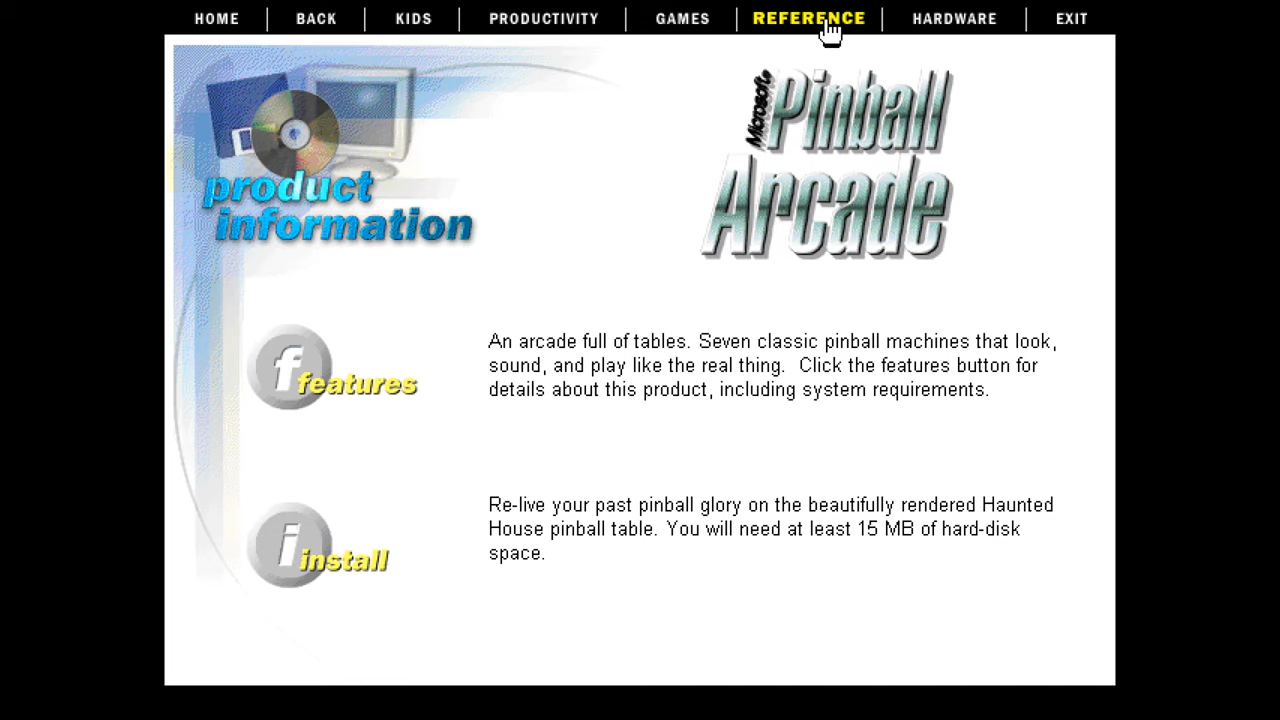 HOME BACK KIDS PRODUCTIVITY GAMES REFERENCE HARDWARE EXIT
product
information
Microsoft
Pinball
Arcade
f features
An arcade full of tables. Seven classic pinball machines that look,
sound, and play like the real thing.  Click the features button for
details about this product, including system requirements.
i install
Re-live your past pinball glory on the beautifully rendered Haunted
House pinball table. You will need at least 15 MB of hard-disk
space.